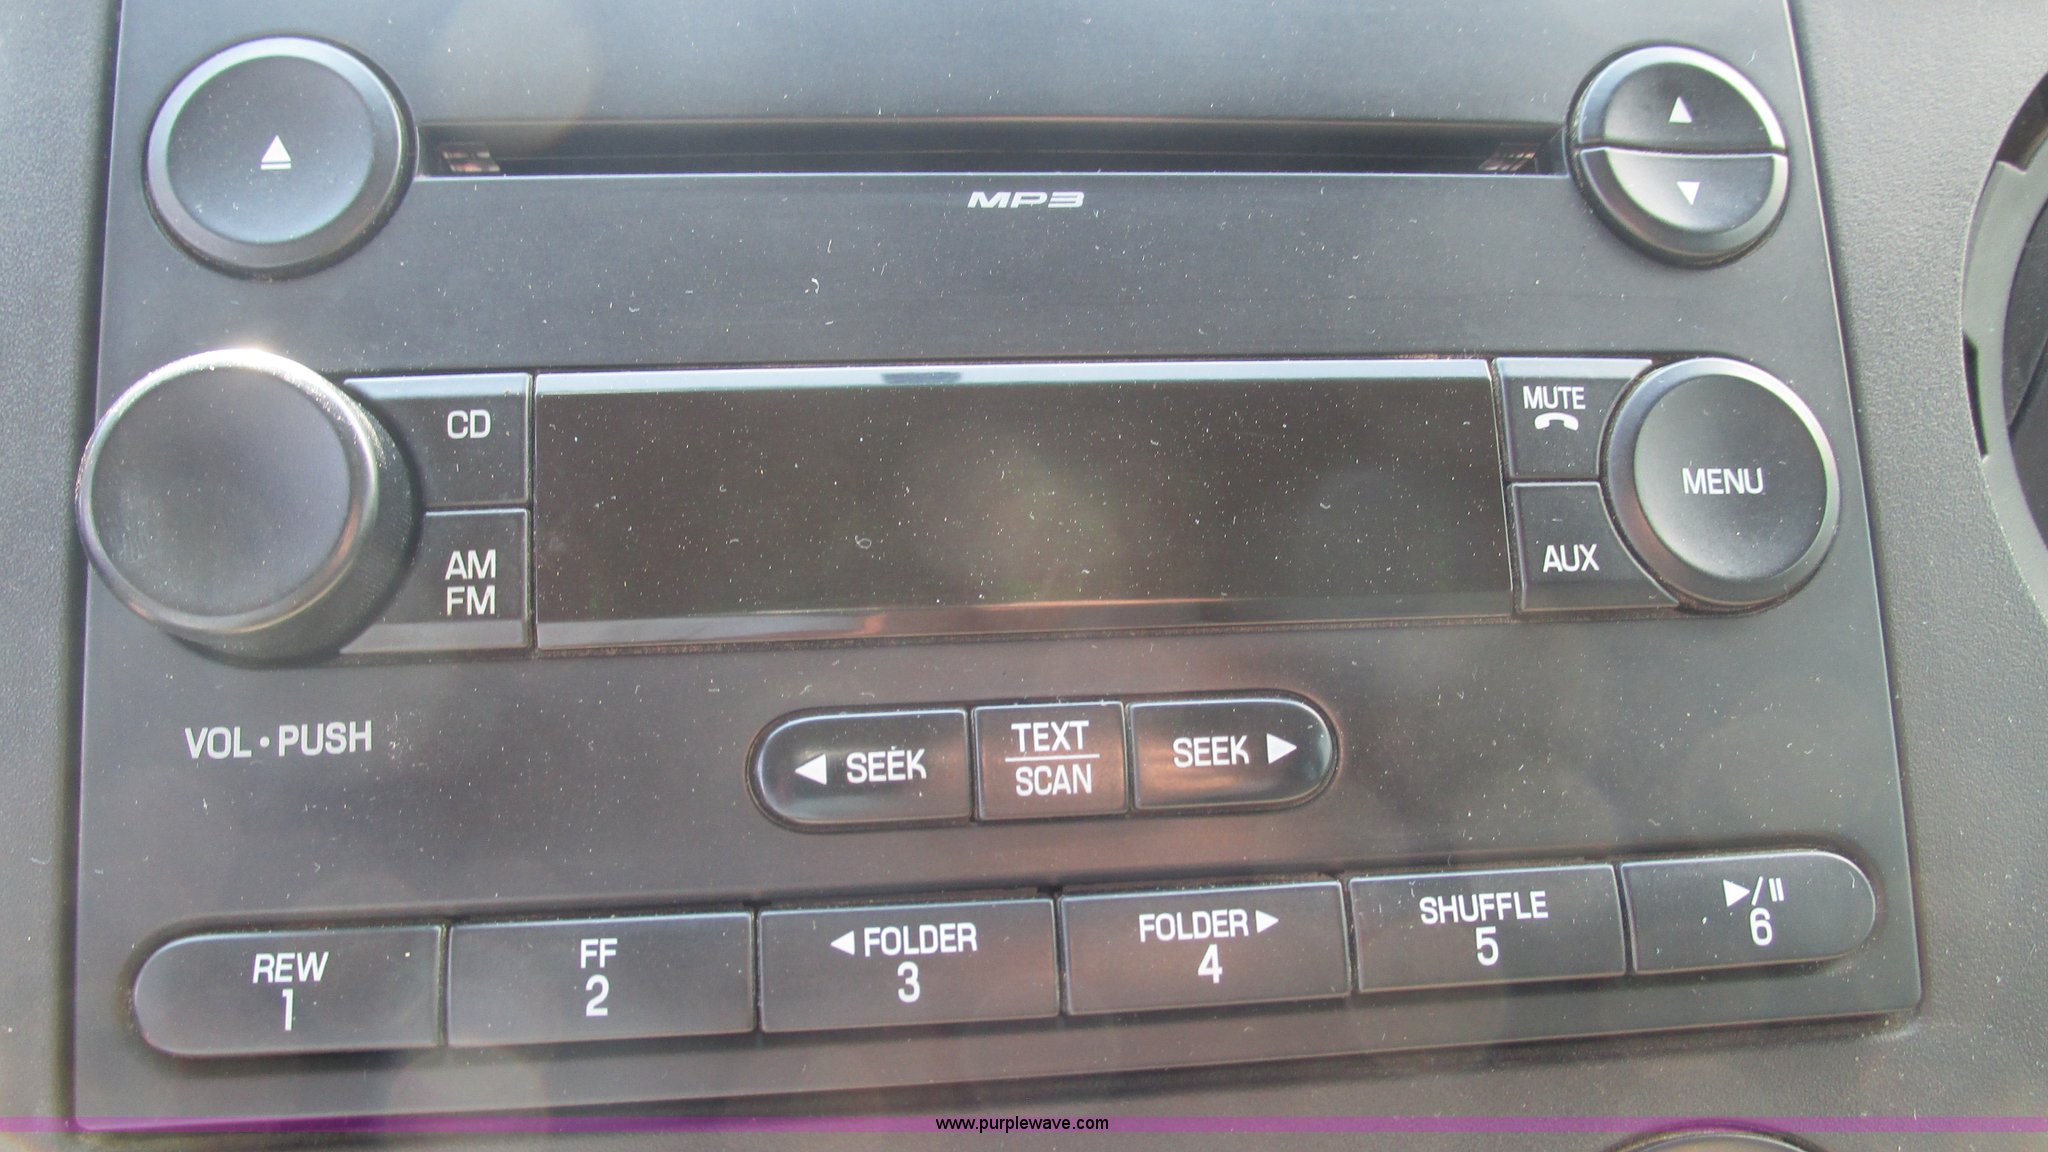 MP3
CD
MUTE
MENU
AM
FM
AUX
VOL • PUSH
◀ SEEK
TEXT
SCAN
SEEK ▶
REW
1
FF
2
◀ FOLDER
3
FOLDER ▶
4
SHUFFLE
5
▶/II
6
www.purplewave.com